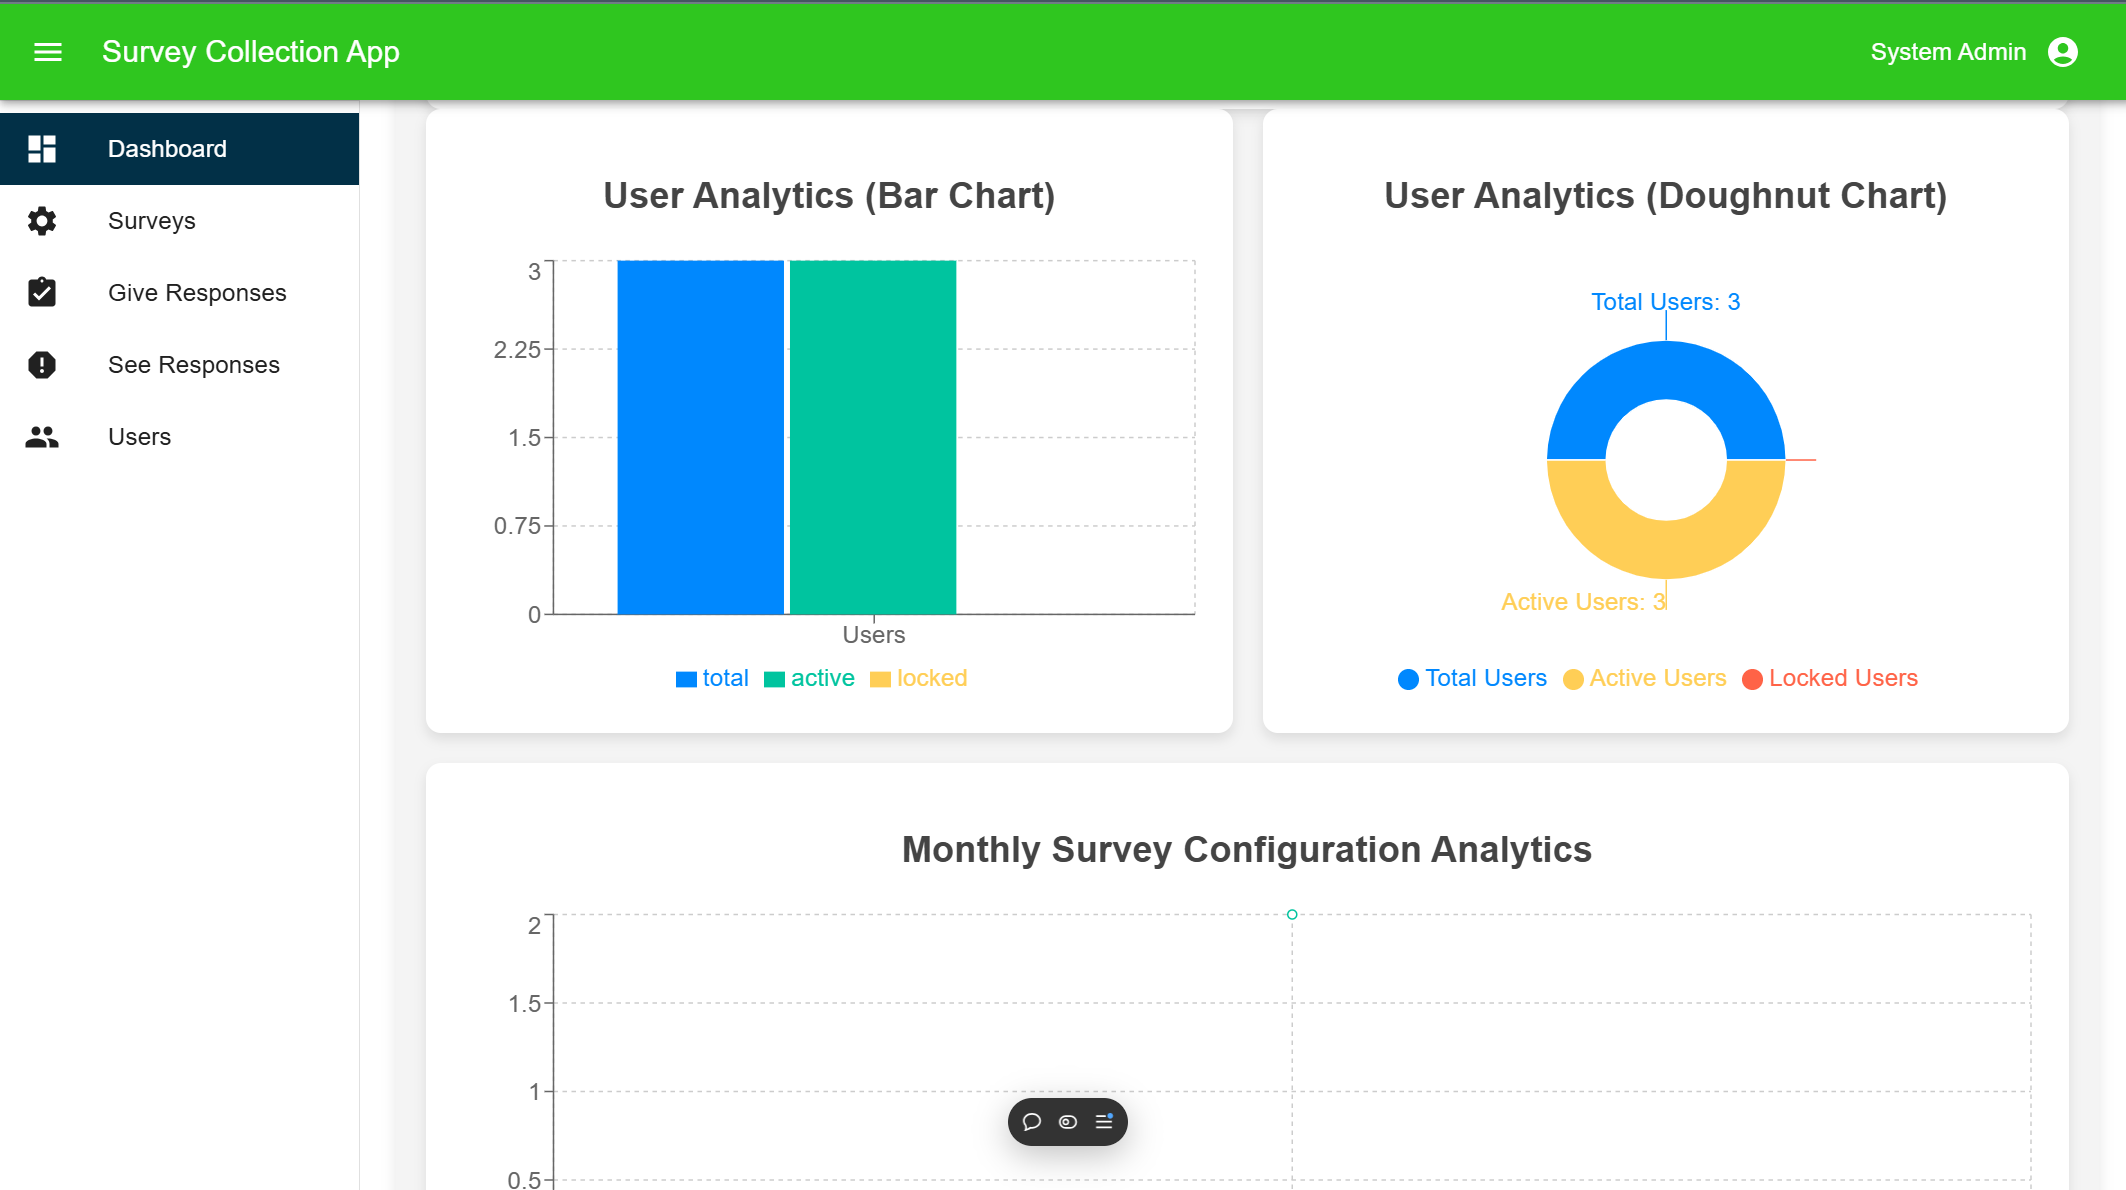 Survey Collection App
System Admin
Dashboard
Surveys
Give Responses
See Responses
Users
User Analytics (Bar Chart)
3
2.25
1.5
0.75
0
Users
total active locked
User Analytics (Doughnut Chart)
Total Users: 3
Active Users: 3
Total Users Active Users Locked Users
Monthly Survey Configuration Analytics
2
1.5
1
0.5